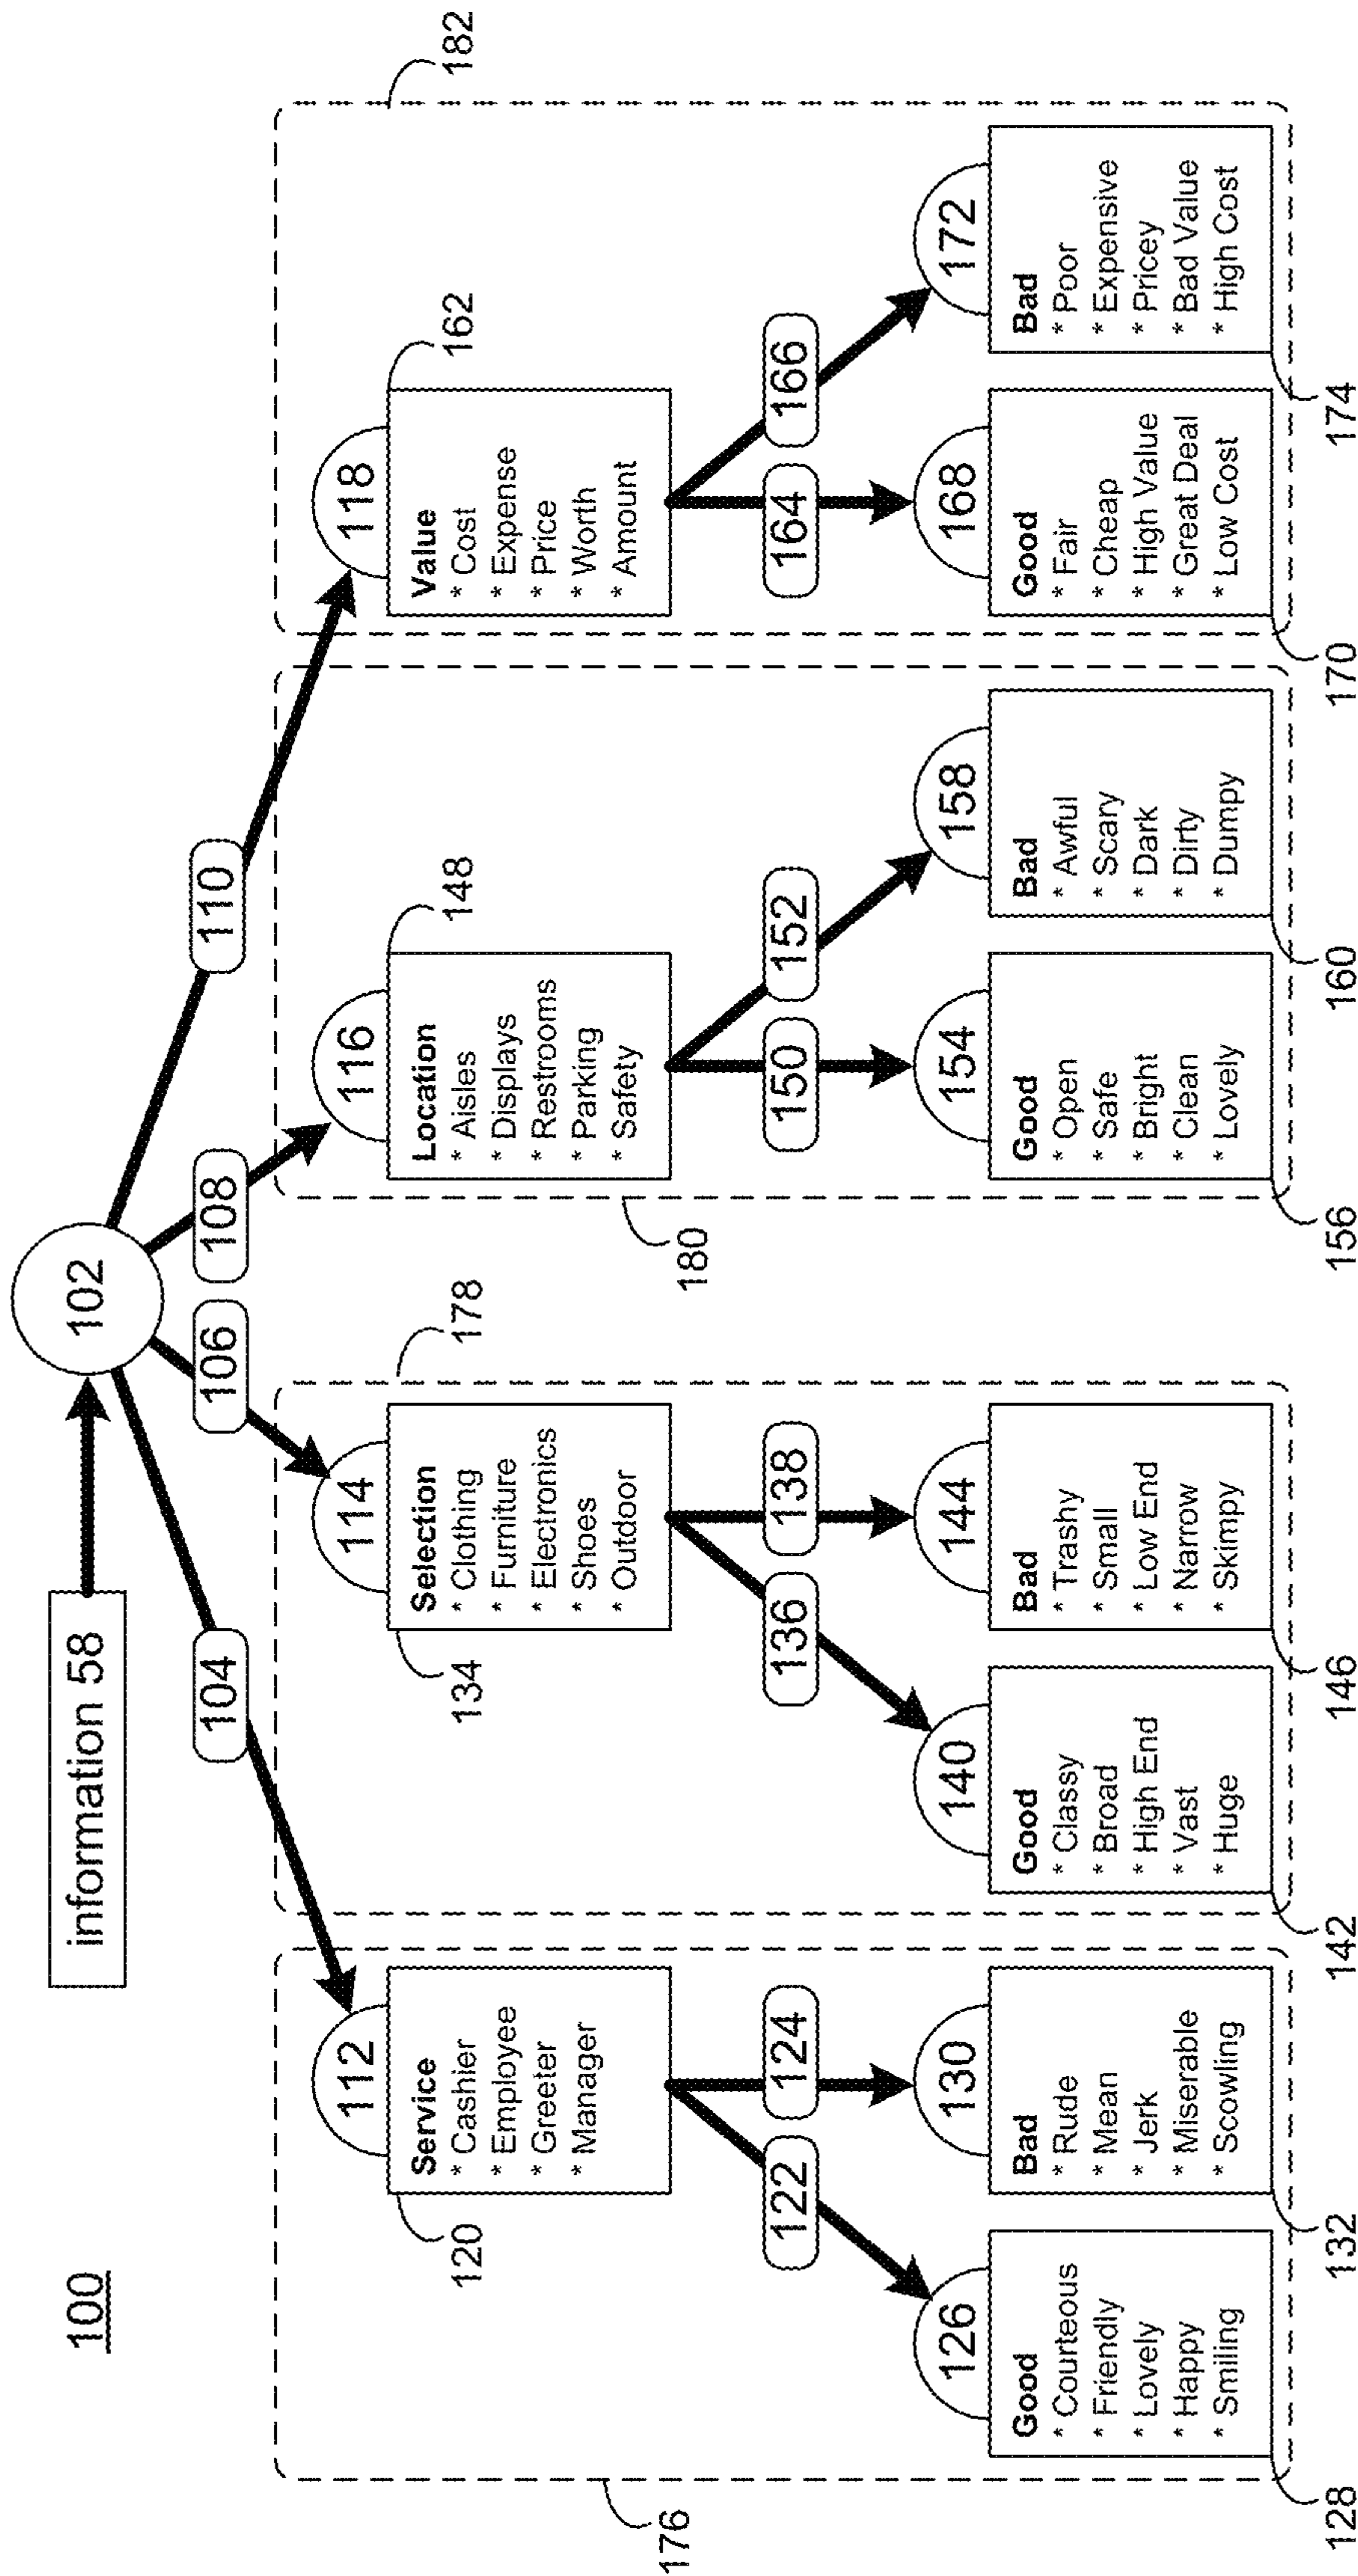 100
information 58
102
104
106
108
110
112
114
116
118
120
Service
* Cashier
* Employee
* Greeter
* Manager
134
Selection
* Clothing
* Furniture
* Electronics
* Shoes
* Outdoor
178
Location
* Aisles
* Displays
* Restrooms
* Parking
* Safety
148
180
Value
* Cost
* Expense
* Price
* Worth
* Amount
162
182
122
124
136
138
150
152
164
166
176
126
Good
* Courteous
* Friendly
* Lovely
* Happy
* Smiling
128
130
Bad
* Rude
* Mean
* Jerk
* Miserable
* Scowling
132
140
Good
* Classy
* Broad
* High End
* Vast
* Huge
142
144
Bad
* Trashy
* Small
* Low End
* Narrow
* Skimpy
146
154
Good
* Open
* Safe
* Bright
* Clean
* Lovely
156
158
Bad
* Awful
* Scary
* Dark
* Dirty
* Dumpy
160
168
Good
* Fair
* Cheap
* High Value
* Great Deal
* Low Cost
170
172
Bad
* Poor
* Expensive
* Pricey
* Bad Value
* High Cost
174